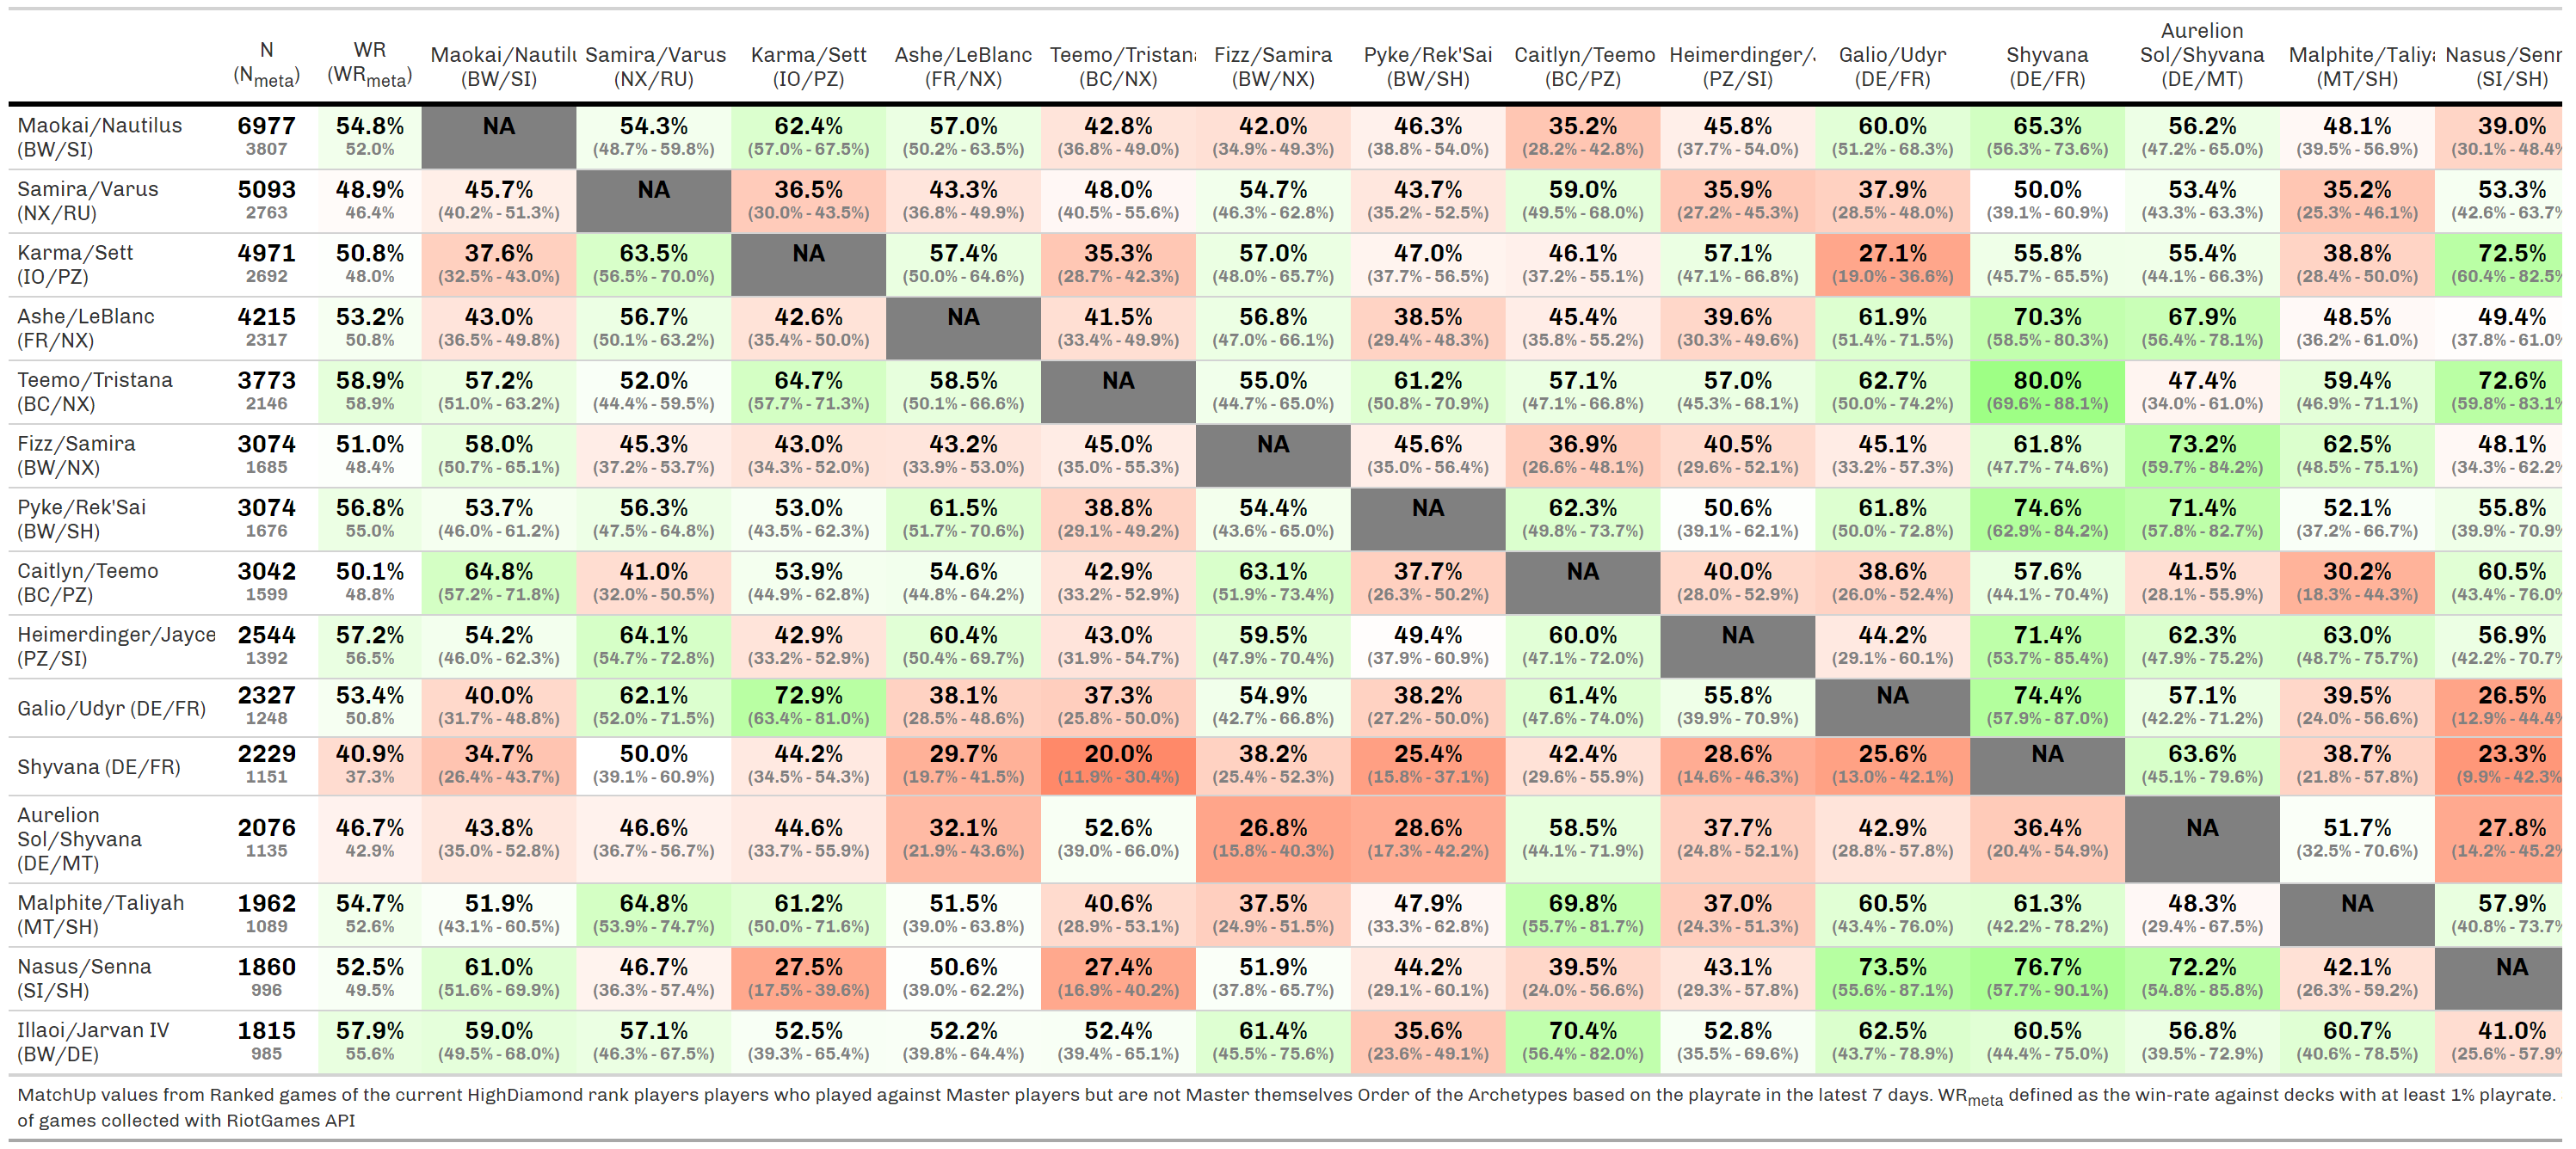 N (Nmeta) WR (WRmeta) Maokai/Nautilu (BW/SI) Samira/Varus (NX/RU) Karma/Sett (IO/PZ) Ashe/LeBlanc (FR/NX) Teemo/Tristana (BC/NX) Fizz/Samira (BW/NX) Pyke/Rek'Sai (BW/SH) Caitlyn/Teemo (BC/PZ) Heimerdinger/ (PZ/SI) Galio/Udyr (DE/FR) Shyvana (DE/FR) Aurelion Sol/Shyvana (DE/MT) Malphite/Taliya (MT/SH) Nasus/Senn (SI/SH)
Maokai/Nautilus 6977 54.8% NA 54.3% 62.4% 57.0% 42.8% 42.0% 46.3% 35.2% 45.8% 60.0% 65.3% 56.2% 48.1% 39.0%
(BW/SI) 3807 52.0% (48.7% - 59.8%) (57.0% - 67.5%) (50.2% - 63.5%) (36.8% - 49.0%) (34.9% - 49.3%) (38.8% - 54.0%) (28.2% - 42.8%) (37.7% - 54.0%) (51.2% - 68.3%) (56.3% - 73.6%) (47.2% - 65.0%) (39.5% - 56.9%) (30.1% - 48.4%
Samira/Varus 5093 48.9% 45.7% NA 36.5% 43.3% 48.0% 54.7% 43.7% 59.0% 35.9% 37.9% 50.0% 53.4% 35.2% 53.3%
(NX/RU) 2763 46.4% (40.2% - 51.3%) (30.0% - 43.5%) (36.8% - 49.9%) (40.5% - 55.6%) (46.3% - 62.8%) (35.2% - 52.5%) (49.5% - 68.0%) (27.2% - 45.3%) (28.5% - 48.0%) (39.1% - 60.9%) (43.3% - 63.3%) (25.3% - 46.1%) (42.6% - 63.7%
Karma/Sett 4971 50.8% 37.6% 63.5% NA 57.4% 35.3% 57.0% 47.0% 46.1% 57.1% 27.1% 55.8% 55.4% 38.8% 72.5%
(IO/PZ) 2692 48.0% (32.5% - 43.0%) (56.5% - 70.0%) (50.0% - 64.6%) (28.7% - 42.3%) (48.0% - 65.7%) (37.7% - 56.5%) (37.2% - 55.1%) (47.1% - 66.8%) (19.0% - 36.6%) (45.7% - 65.5%) (44.1% - 66.3%) (28.4% - 50.0%) (60.4% - 82.5%
Ashe/LeBlanc 4215 53.2% 43.0% 56.7% 42.6% NA 41.5% 56.8% 38.5% 45.4% 39.6% 61.9% 70.3% 67.9% 48.5% 49.4%
(FR/NX) 2317 50.8% (36.5% - 49.8%) (50.1% - 63.2%) (35.4% - 50.0%) (33.4% - 49.9%) (47.0% - 66.1%) (29.4% - 48.3%) (35.8% - 55.2%) (30.3% - 49.6%) (51.4% - 71.5%) (58.5% - 80.3%) (56.4% - 78.1%) (36.2% - 61.0%) (37.8% - 61.0%
Teemo/Tristana 3773 58.9% 57.2% 52.0% 64.7% 58.5% NA 55.0% 61.2% 57.1% 57.0% 62.7% 80.0% 47.4% 59.4% 72.6%
(BC/NX) 2146 58.9% (51.0% - 63.2%) (44.4% - 59.5%) (57.7% - 71.3%) (50.1% - 66.6%) (44.7% - 65.0%) (50.8% - 70.9%) (47.1% - 66.8%) (45.3% - 68.1%) (50.0% - 74.2%) (69.6% - 88.1%) (34.0% - 61.0%) (46.9% - 71.1%) (59.8% - 83.1%
Fizz/Samira 3074 51.0% 58.0% 45.3% 43.0% 43.2% 45.0% NA 45.6% 36.9% 40.5% 45.1% 61.8% 73.2% 62.5% 48.1%
(BW/NX) 1685 48.4% (50.7% - 65.1%) (37.2% - 53.7%) (34.3% - 52.0%) (33.9% - 53.0%) (35.0% - 55.3%) (35.0% - 56.4%) (26.6% - 48.1%) (29.6% - 52.1%) (33.2% - 57.3%) (47.7% - 74.6%) (59.7% - 84.2%) (48.5% - 75.1%) (34.3% - 62.2%
Pyke/Rek'Sai 3074 56.8% 53.7% 56.3% 53.0% 61.5% 38.8% 54.4% NA 62.3% 50.6% 61.8% 74.6% 71.4% 52.1% 55.8%
(BW/SH) 1676 55.0% (46.0% - 61.2%) (47.5% - 64.8%) (43.5% - 62.3%) (51.7% - 70.6%) (29.1% - 49.2%) (43.6% - 65.0%) (49.8% - 73.7%) (39.1% - 62.1%) (50.0% - 72.8%) (62.9% - 84.2%) (57.8% - 82.7%) (37.2% - 66.7%) (39.9% - 70.9%
Caitlyn/Teemo 3042 50.1% 64.8% 41.0% 53.9% 54.6% 42.9% 63.1% 37.7% NA 40.0% 38.6% 57.6% 41.5% 30.2% 60.5%
(BC/PZ) 1599 48.8% (57.2% - 71.8%) (32.0% - 50.5%) (44.9% - 62.8%) (44.8% - 64.2%) (33.2% - 52.9%) (51.9% - 73.4%) (26.3% - 50.2%) (28.0% - 52.9%) (26.0% - 52.4%) (44.1% - 70.4%) (28.1% - 55.9%) (18.3% - 44.3%) (43.4% - 76.0%
Heimerdinger/Jayce 2544 57.2% 54.2% 64.1% 42.9% 60.4% 43.0% 59.5% 49.4% 60.0% NA 44.2% 71.4% 62.3% 63.0% 56.9%
(PZ/SI) 1392 56.5% (46.0% - 62.3%) (54.7% - 72.8%) (33.2% - 52.9%) (50.4% - 69.7%) (31.9% - 54.7%) (47.9% - 70.4%) (37.9% - 60.9%) (47.1% - 72.0%) (29.1% - 60.1%) (53.7% - 85.4%) (47.9% - 75.2%) (48.7% - 75.7%) (42.2% - 70.7%
Galio/Udyr (DE/FR) 2327 53.4% 40.0% 62.1% 72.9% 38.1% 37.3% 54.9% 38.2% 61.4% 55.8% NA 74.4% 57.1% 39.5% 26.5%
1248 50.8% (31.7% - 48.8%) (52.0% - 71.5%) (63.4% - 81.0%) (28.5% - 48.6%) (25.8% - 50.0%) (42.7% - 66.8%) (27.2% - 50.0%) (47.6% - 74.0%) (39.9% - 70.9%) (57.9% - 87.0%) (42.2% - 71.2%) (24.0% - 56.6%) (12.9% - 44.4%
Shyvana (DE/FR) 2229 40.9% 34.7% 50.0% 44.2% 29.7% 20.0% 38.2% 25.4% 42.4% 28.6% 25.6% NA 63.6% 38.7% 23.3%
1151 37.3% (26.4% - 43.7%) (39.1% - 60.9%) (34.5% - 54.3%) (19.7% - 41.5%) (11.9% - 30.4%) (25.4% - 52.3%) (15.8% - 37.1%) (29.6% - 55.9%) (14.6% - 46.3%) (13.0% - 42.1%) (45.1% - 79.6%) (21.8% - 57.8%) (9.9% - 42.3%
Aurelion
Sol/Shyvana 2076 46.7% 43.8% 46.6% 44.6% 32.1% 52.6% 26.8% 28.6% 58.5% 37.7% 42.9% 36.4% NA 51.7% 27.8%
(DE/MT) 1135 42.9% (35.0% - 52.8%) (36.7% - 56.7%) (33.7% - 55.9%) (21.9% - 43.6%) (39.0% - 66.0%) (15.8% - 40.3%) (17.3% - 42.2%) (44.1% - 71.9%) (24.8% - 52.1%) (28.8% - 57.8%) (20.4% - 54.9%) (32.5% - 70.6%) (14.2% - 45.2%
Malphite/Taliyah 1962 54.7% 51.9% 64.8% 61.2% 51.5% 40.6% 37.5% 47.9% 69.8% 37.0% 60.5% 61.3% 48.3% NA 57.9%
(MT/SH) 1089 52.6% (43.1% - 60.5%) (53.9% - 74.7%) (50.0% - 71.6%) (39.0% - 63.8%) (28.9% - 53.1%) (24.9% - 51.5%) (33.3% - 62.8%) (55.7% - 81.7%) (24.3% - 51.3%) (43.4% - 76.0%) (42.2% - 78.2%) (29.4% - 67.5%) (40.8% - 73.7%
Nasus/Senna 1860 52.5% 61.0% 46.7% 27.5% 50.6% 27.4% 51.9% 44.2% 39.5% 43.1% 73.5% 76.7% 72.2% 42.1% NA
(SI/SH) 996 49.5% (51.6% - 69.9%) (36.3% - 57.4%) (17.5% - 39.6%) (39.0% - 62.2%) (16.9% - 40.2%) (37.8% - 65.7%) (29.1% - 60.1%) (24.0% - 56.6%) (29.3% - 57.8%) (55.6% - 87.1%) (57.7% - 90.1%) (54.8% - 85.8%) (26.3% - 59.2%)
Illaoi/Jarvan IV 1815 57.9% 59.0% 57.1% 52.5% 52.2% 52.4% 61.4% 35.6% 70.4% 52.8% 62.5% 60.5% 56.8% 60.7% 41.0%
(BW/DE) 985 55.6% (49.5% - 68.0%) (46.3% - 67.5%) (39.3% - 65.4%) (39.8% - 64.4%) (39.4% - 65.1%) (45.5% - 75.6%) (23.6% - 49.1%) (56.4% - 82.0%) (35.5% - 69.6%) (43.7% - 78.9%) (44.4% - 75.0%) (39.5% - 72.9%) (40.6% - 78.5%) (25.6% - 57.9%
MatchUp values from Ranked games of the current HighDiamond rank players players who played against Master players but are not Master themselves Order of the Archetypes based on the playrate in the latest 7 days. WRmeta defined as the win-rate against decks with at least 1% playrate.
of games collected with RiotGames API